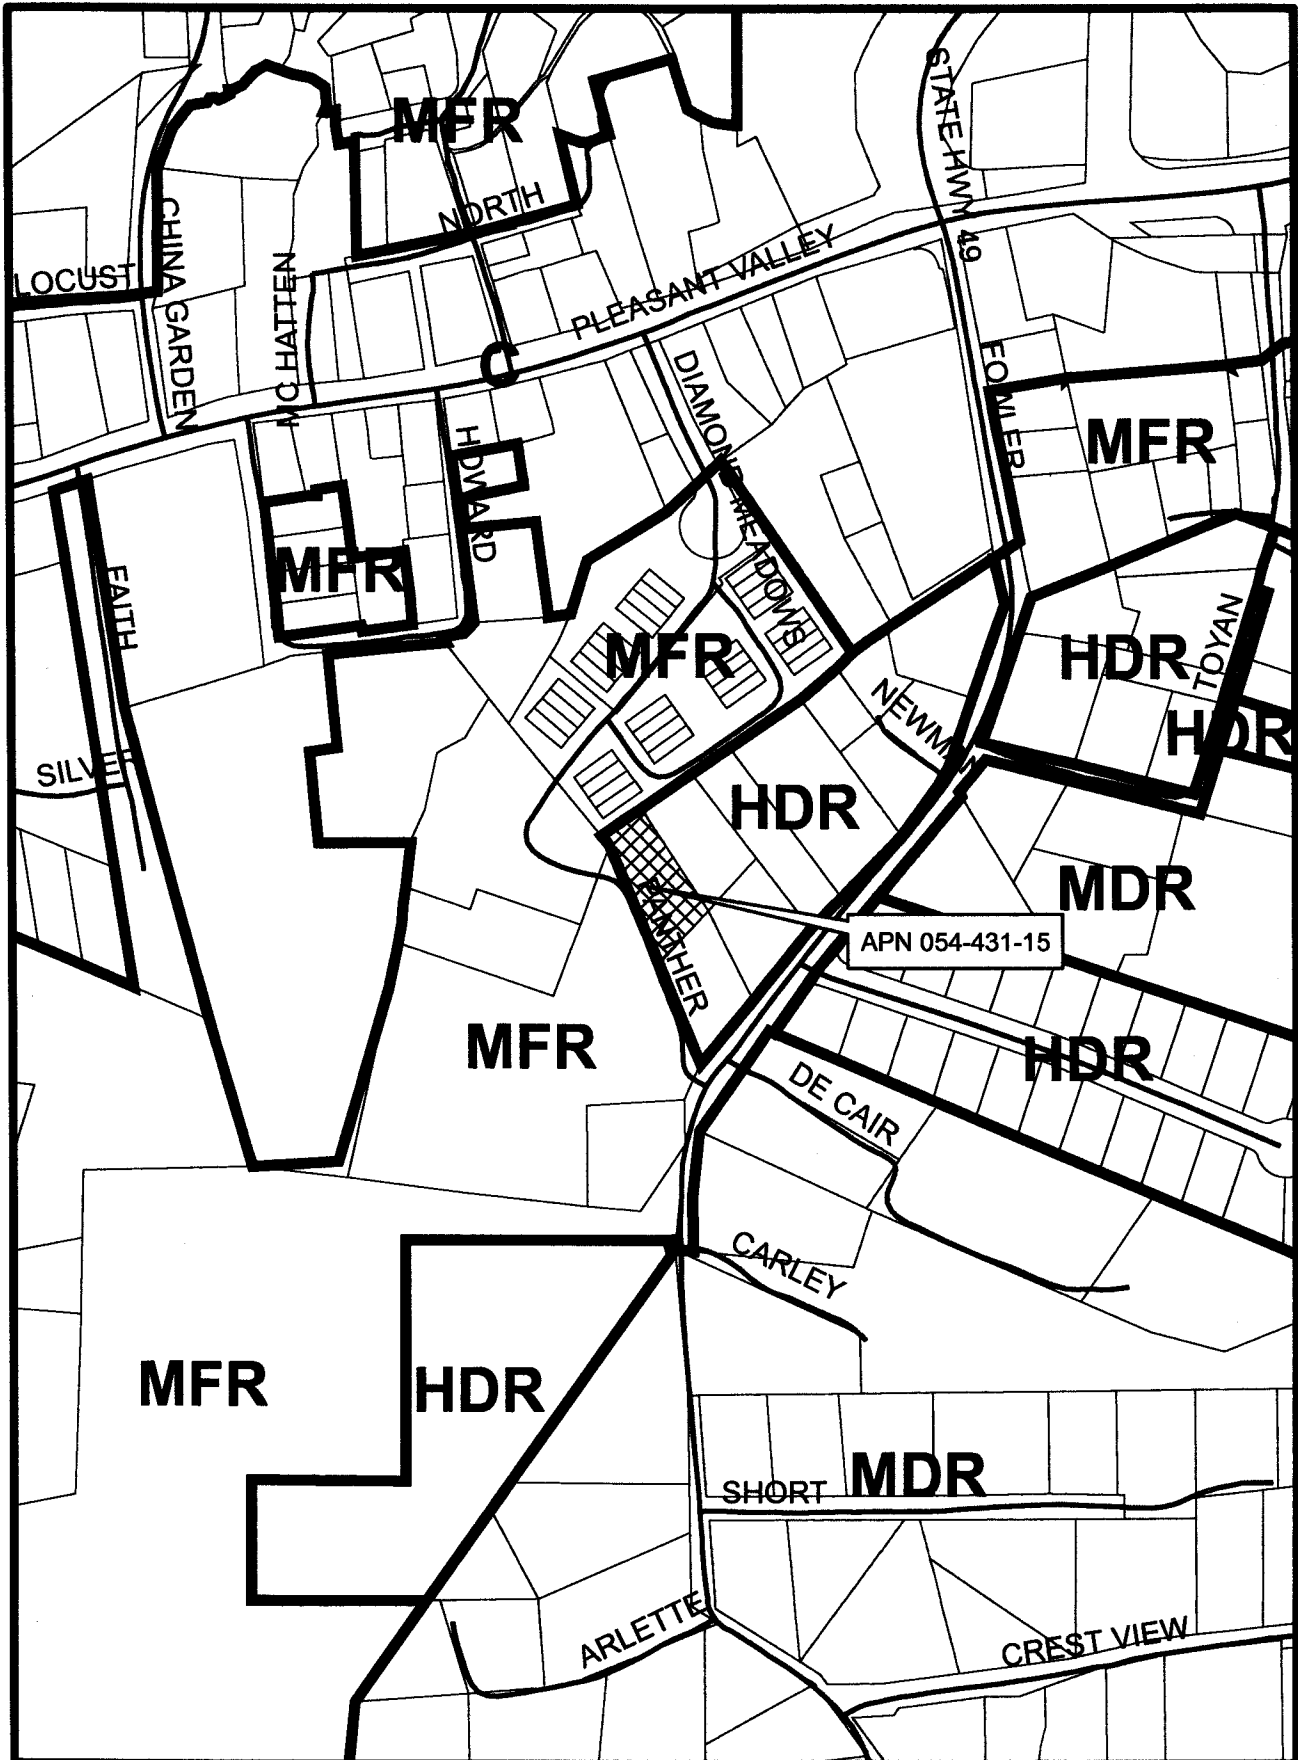 MFR
STATE HWY 49
NORTH
CHINA GARDEN
LOCUST
MC HATTEN
PLEASANT VALLEY
C
DIAMOND MEADOWS
FOWLER
MFR
HOWARD
MFR
FAITH
MFR
HDR
TOYAN
HDR
NEWMAN
SILVER
HDR
MDR
PANTHER
APN 054-431-15
MFR
HDR
DE CAIR
CARLEY
MFR
HDR
MDR
SHORT
ARLETTE
CREST VIEW